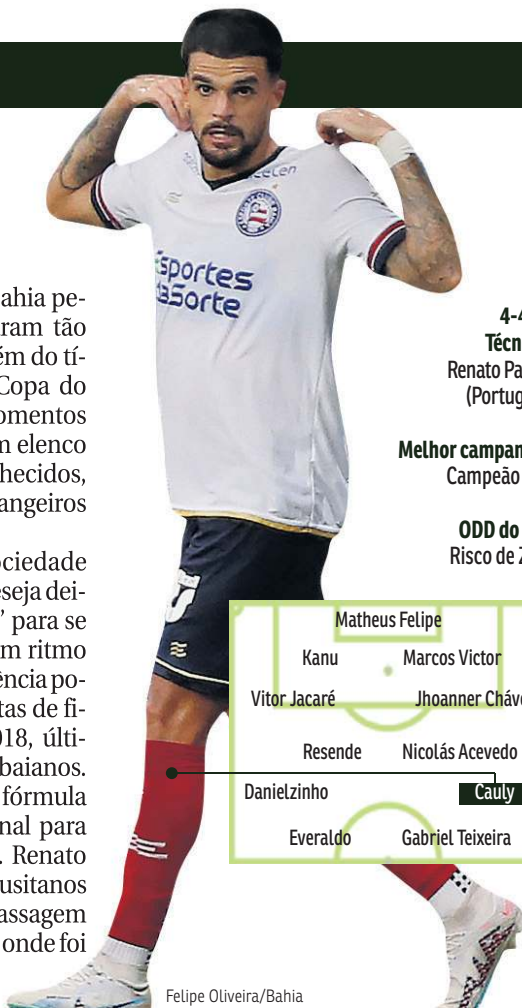 Esportes
daSorte
ahia pe-
aram tão
ém do tí-
Copa do
omentos
m elenco
hecidos,
angeiros
ociedade
eseja dei-
” para se
um ritmo
ência po-
tas de fi-
018, últi-
baianos.
fórmula
nal para
. Renato
usitanos
assagem
onde foi
4-4
Técn
Renato Pa
(Portug
Melhor campan
Campeão
ODD do
Risco de Z
Matheus Felipe
Kanu Marcos Victor
Vitor Jacaré Jhoanner Cháve
Resende Nicolás Acevedo
Danielzinho Cauly
Everaldo Gabriel Teixeira
Felipe Oliveira/Bahia